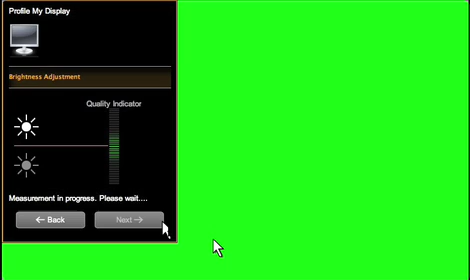 Profile My Display
Brightness Adjustment
Quality Indicator
Measurement in progress. Please wait....
← Back
Next →